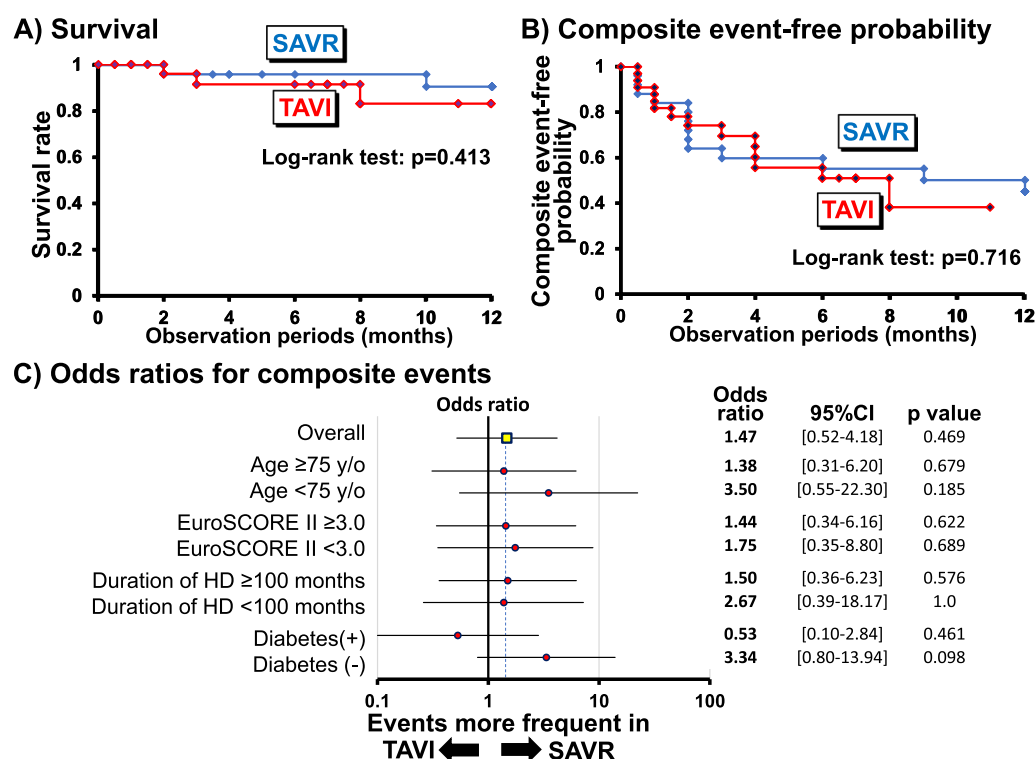 A) Survival
SAVR
TAVI
Log-rank test: p=0.413
Survival rate
1
0.8
0.6
0.4
0.2
0
0 2 4 6 8 10 12
Observation periods (months)
B) Composite event-free probability
SAVR
TAVI
Log-rank test: p=0.716
Composite event-free
probability
1
0.8
0.6
0.4
0.2
0
0 2 4 6 8 10 12
Observation periods (months)
C) Odds ratios for composite events
Odds ratio
Odds ratio 95%CI p value
Overall 1.47 [0.52-4.18] 0.469
Age ≥75 y/o 1.38 [0.31-6.20] 0.679
Age <75 y/o 3.50 [0.55-22.30] 0.185
EuroSCORE II ≥3.0 1.44 [0.34-6.16] 0.622
EuroSCORE II <3.0 1.75 [0.35-8.80] 0.689
Duration of HD ≥100 months 1.50 [0.36-6.23] 0.576
Duration of HD <100 months 2.67 [0.39-18.17] 1.0
Diabetes(+) 0.53 [0.10-2.84] 0.461
Diabetes (-) 3.34 [0.80-13.94] 0.098
0.1 1 10 100
Events more frequent in
TAVI SAVR